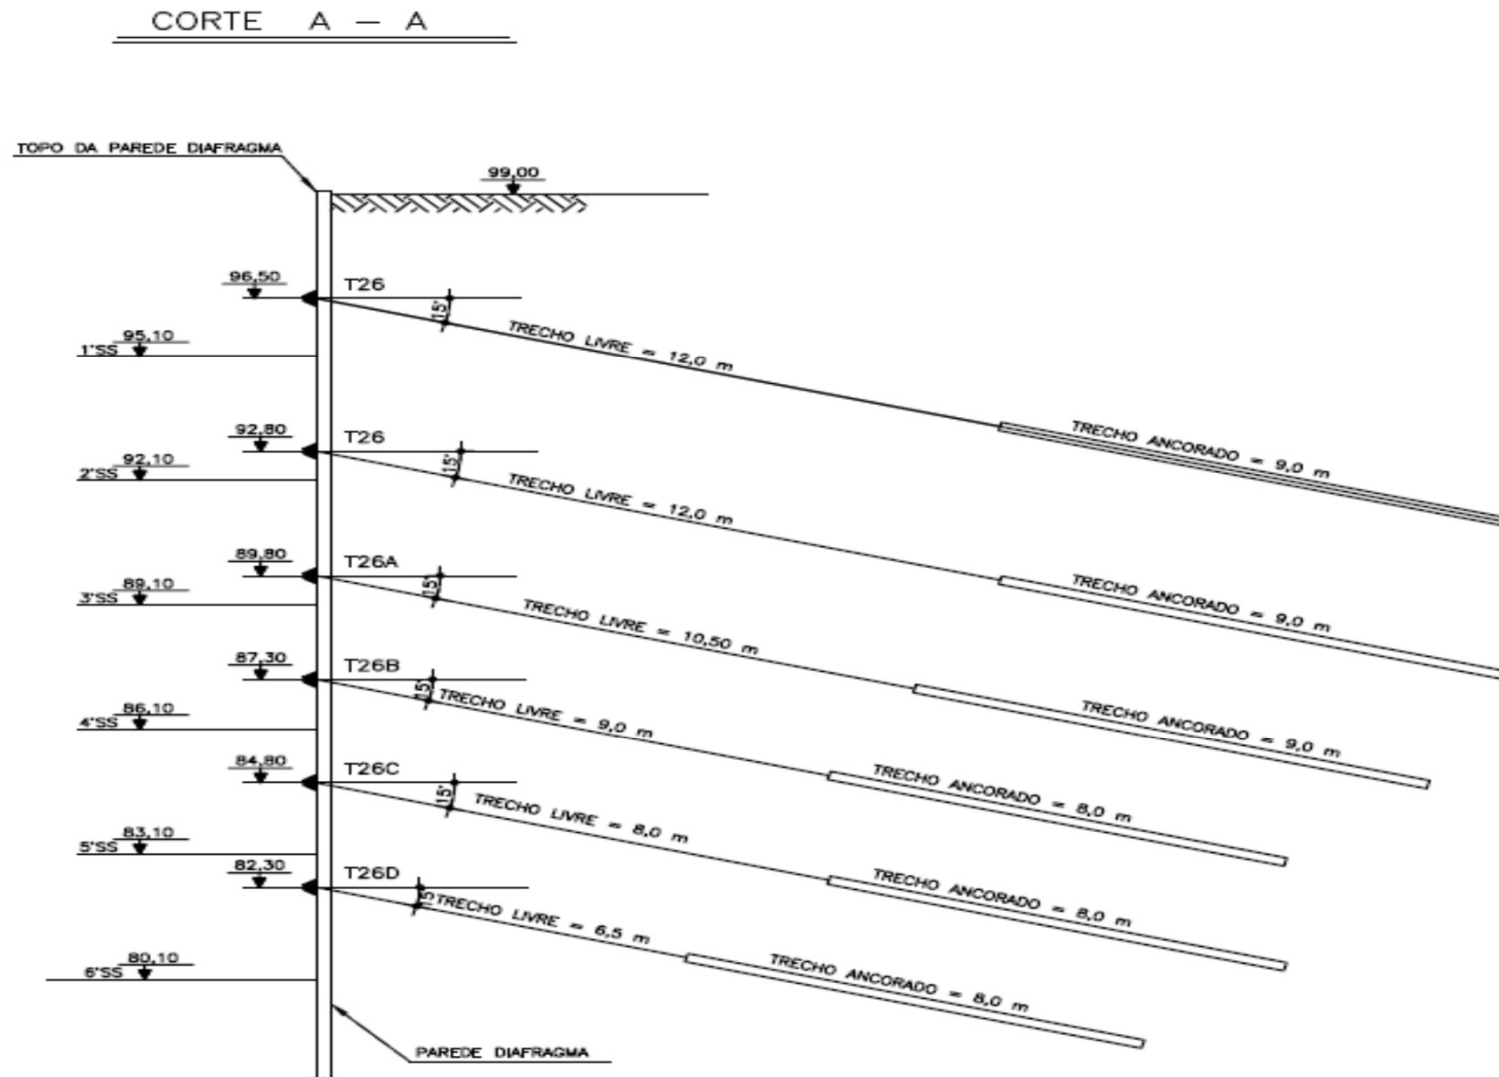 CORTE A — A
TOPO DA PAREDE DIAFRAGMA
99,00
96,50
T26
15'
TRECHO LIVRE = 12,0 m
TRECHO ANCORADO = 9,0 m
95,10
1'SS
92,80
T26
15'
TRECHO LIVRE = 12,0 m
TRECHO ANCORADO = 9,0 m
92,10
2'SS
89,80
T26A
15'
TRECHO LIVRE = 10,50 m
TRECHO ANCORADO = 9,0 m
89,10
3'SS
87,30
T26B
15'
TRECHO LIVRE = 9,0 m
TRECHO ANCORADO = 8,0 m
86,10
4'SS
84,80
T26C
15'
TRECHO LIVRE = 8,0 m
TRECHO ANCORADO = 8,0 m
83,10
5'SS
82,30
T26D
15'
TRECHO LIVRE = 6,5 m
TRECHO ANCORADO = 8,0 m
80,10
6'SS
PAREDE DIAFRAGMA